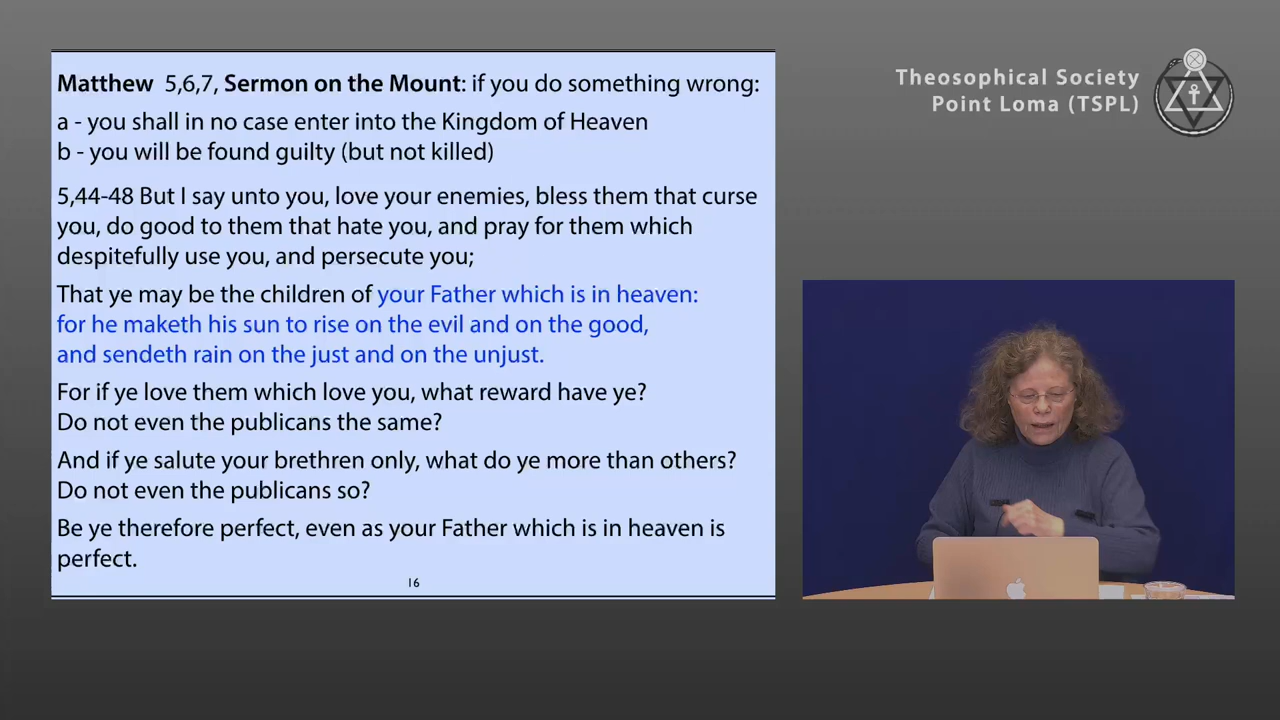 Matthew 5,6,7, Sermon on the Mount: if you do something wrong:
a - you shall in no case enter into the Kingdom of Heaven
b - you will be found guilty (but not killed)
5,44-48 But I say unto you, love your enemies, bless them that curse
you, do good to them that hate you, and pray for them which
despitefully use you, and persecute you;
That ye may be the children of your Father which is in heaven:
for he maketh his sun to rise on the evil and on the good,
and sendeth rain on the just and on the unjust.
For if ye love them which love you, what reward have ye?
Do not even the publicans the same?
And if ye salute your brethren only, what do ye more than others?
Do not even the publicans so?
Be ye therefore perfect, even as your Father which is in heaven is
perfect.
16
Theosophical Society
Point Loma (TSPL)